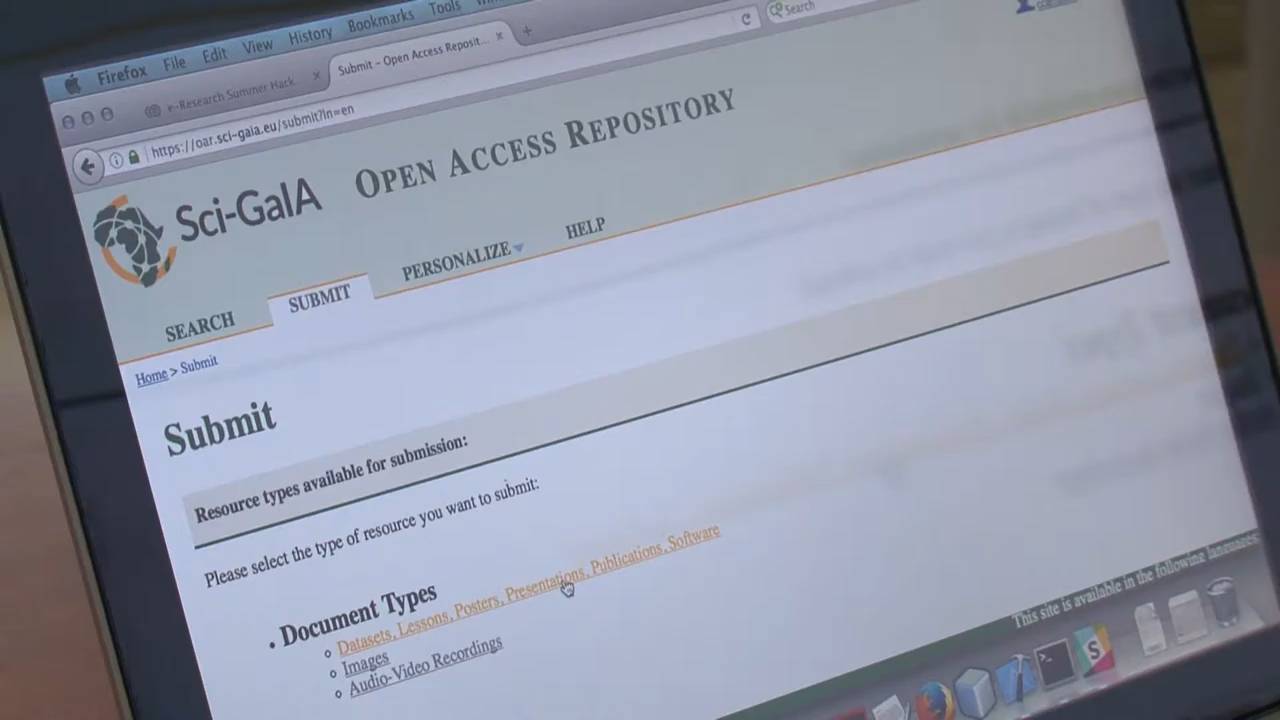 Firefox File Edit View History Bookmarks Tools
e-Research Summer Hack
Submit - Open Access Reposit...
https://oar.sci-gaia.eu/submit?ln=en
Search
Sci-GaIA
OPEN ACCESS REPOSITORY
SEARCH SUBMIT PERSONALIZE HELP
Home > Submit
Submit
Resource types available for submission:
Please select the type of resource you want to submit:
Document Types
Datasets, Lessons, Posters, Presentations, Publications, Software
Images
Audio-Video Recordings
This site is available in the following languages:
S